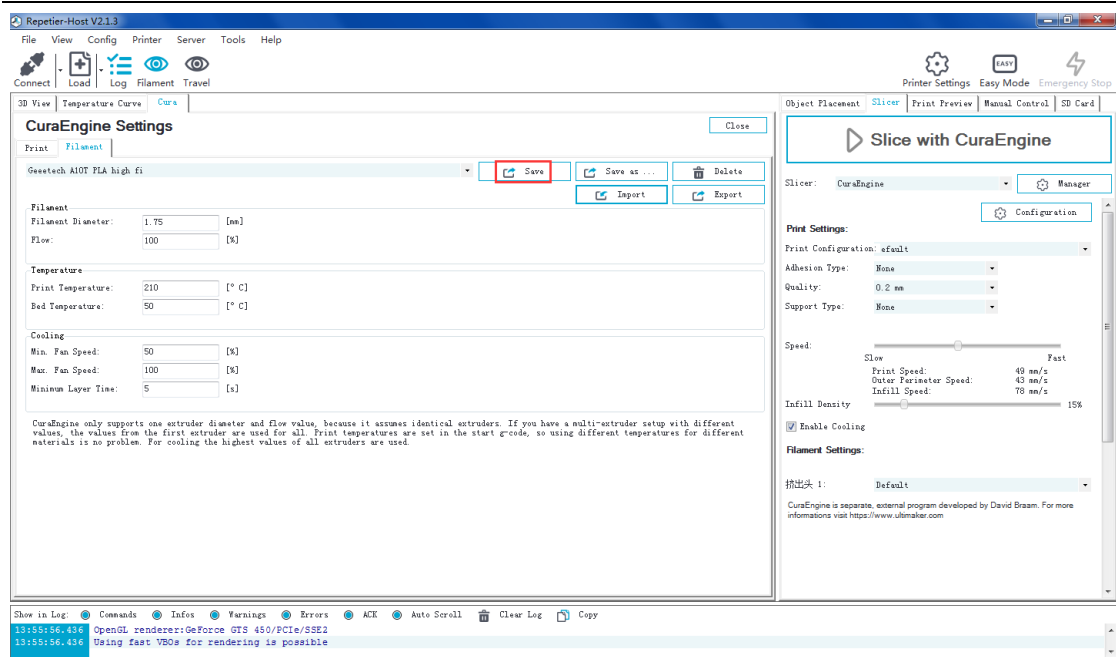 Repetier-Host V2.1.3
File View Config Printer Server Tools Help
Connect Load Log Filament Travel
Printer Settings Easy Mode Emergency Stop
EASY
3D View Temperature Curve Cura
Object Placement Slicer Print Preview Manual Control SD Card
CuraEngine Settings
Close
Print Filament
Geeetech A10T PLA high fi
Save Save as ... Delete
Import Export
Filament
Filament Diameter: 1.75 [mm]
Flow: 100 [%]
Temperature
Print Temperature: 210 [° C]
Bed Temperature: 50 [° C]
Cooling
Min. Fan Speed: 50 [%]
Max. Fan Speed: 100 [%]
Minimum Layer Time: 5 [s]
CuraEngine only supports one extruder diameter and flow value, because it assumes identical extruders. If you have a multi-extruder setup with different
values, the values from the first extruder are used for all. Print temperatures are set in the start g-code, so using different temperatures for different
materials is no problem. For cooling the highest values of all extruders are used.
Slice with CuraEngine
Slicer: CuraEngine Manager
Configuration
Print Settings:
Print Configuration: efault
Adhesion Type: None
Quality: 0.2 mm
Support Type: None
Speed:
Slow Fast
Print Speed: 49 mm/s
Outer Perimeter Speed: 43 mm/s
Infill Speed: 78 mm/s
Infill Density 15%
Enable Cooling
Filament Settings:
挤出头 1: Default
CuraEngine is separate, external program developed by David Braam. For more
informations visit https://www.ultimaker.com
Show in Log: Commands Infos Warnings Errors ACK Auto Scroll Clear Log Copy
13:55:56.436 OpenGL renderer:GeForce GTS 450/PCIe/SSE2
13:55:56.436 Using fast VBOs for rendering is possible